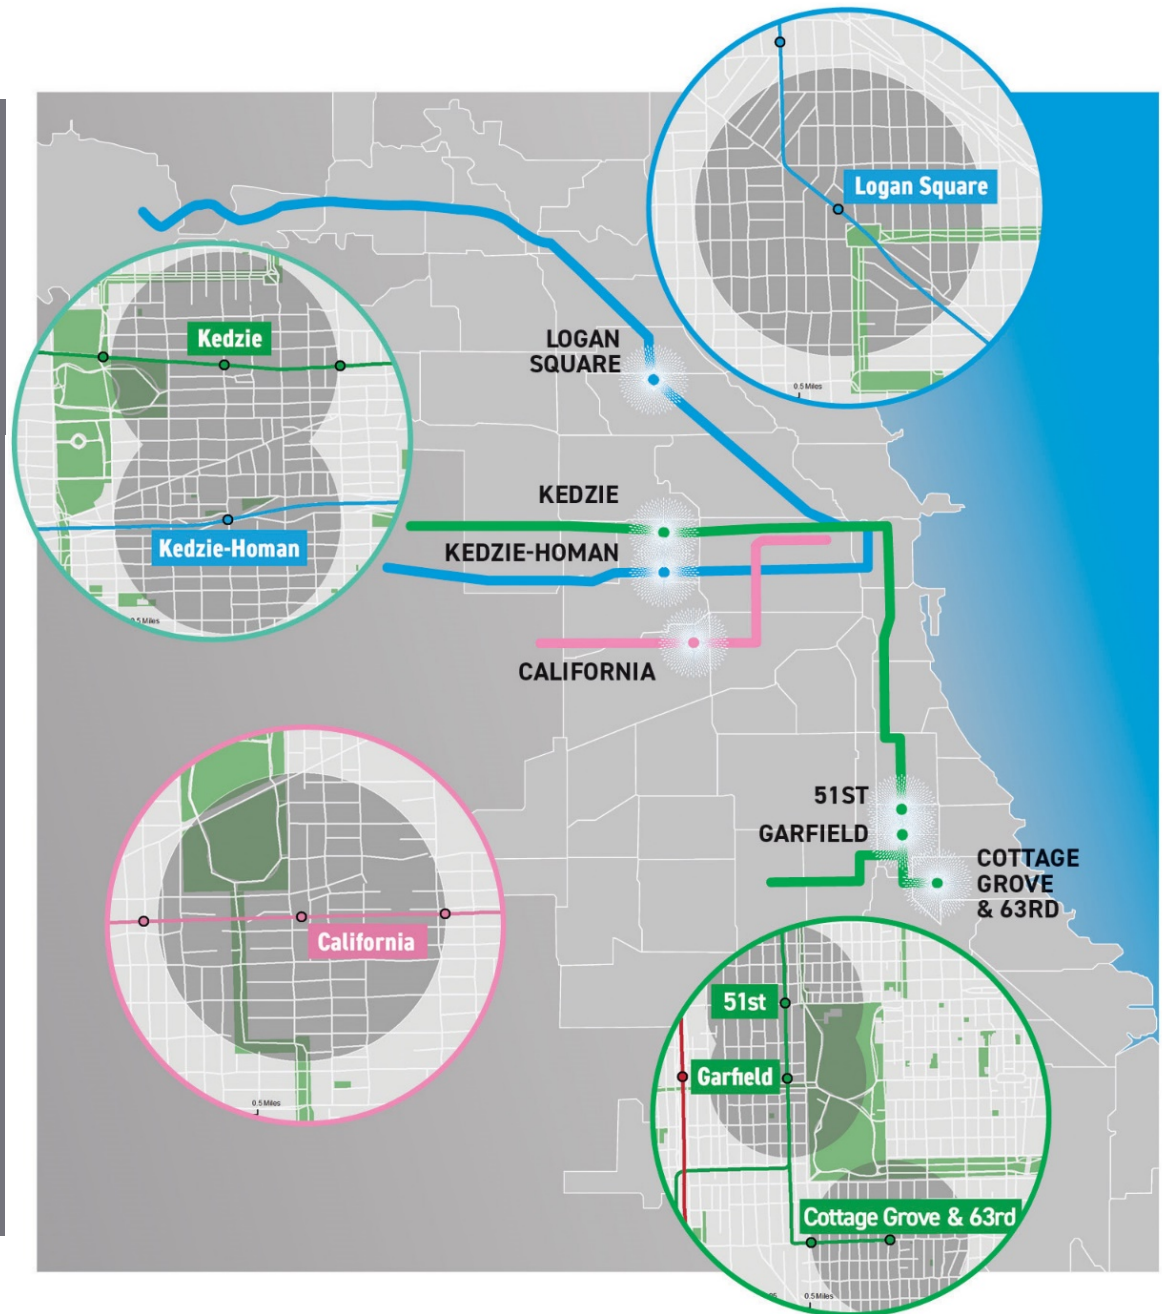 Logan Square
0.5 Miles
LOGAN
SQUARE
Kedzie
Kedzie-Homan
0.5 Miles
KEDZIE
KEDZIE-HOMAN
CALIFORNIA
California
0.5 Miles
51ST
GARFIELD
COTTAGE
GROVE
& 63RD
51st
Garfield
Cottage Grove & 63rd
0.5 Miles